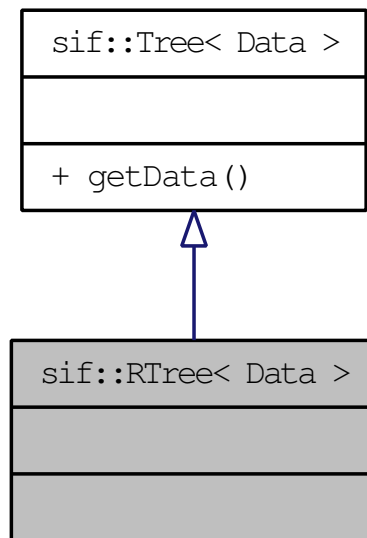 sif::Tree< Data >
+ getData()
sif::RTree< Data >